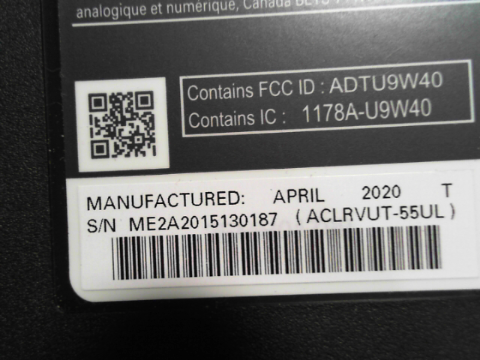 analogique et numérique, Canada
Contains FCC ID : ADTU9W40
Contains IC : 1178A-U9W40
MANUFACTURED: APRIL 2020 T
S/N ME2A2015130187 (ACLRVUT-55UL)